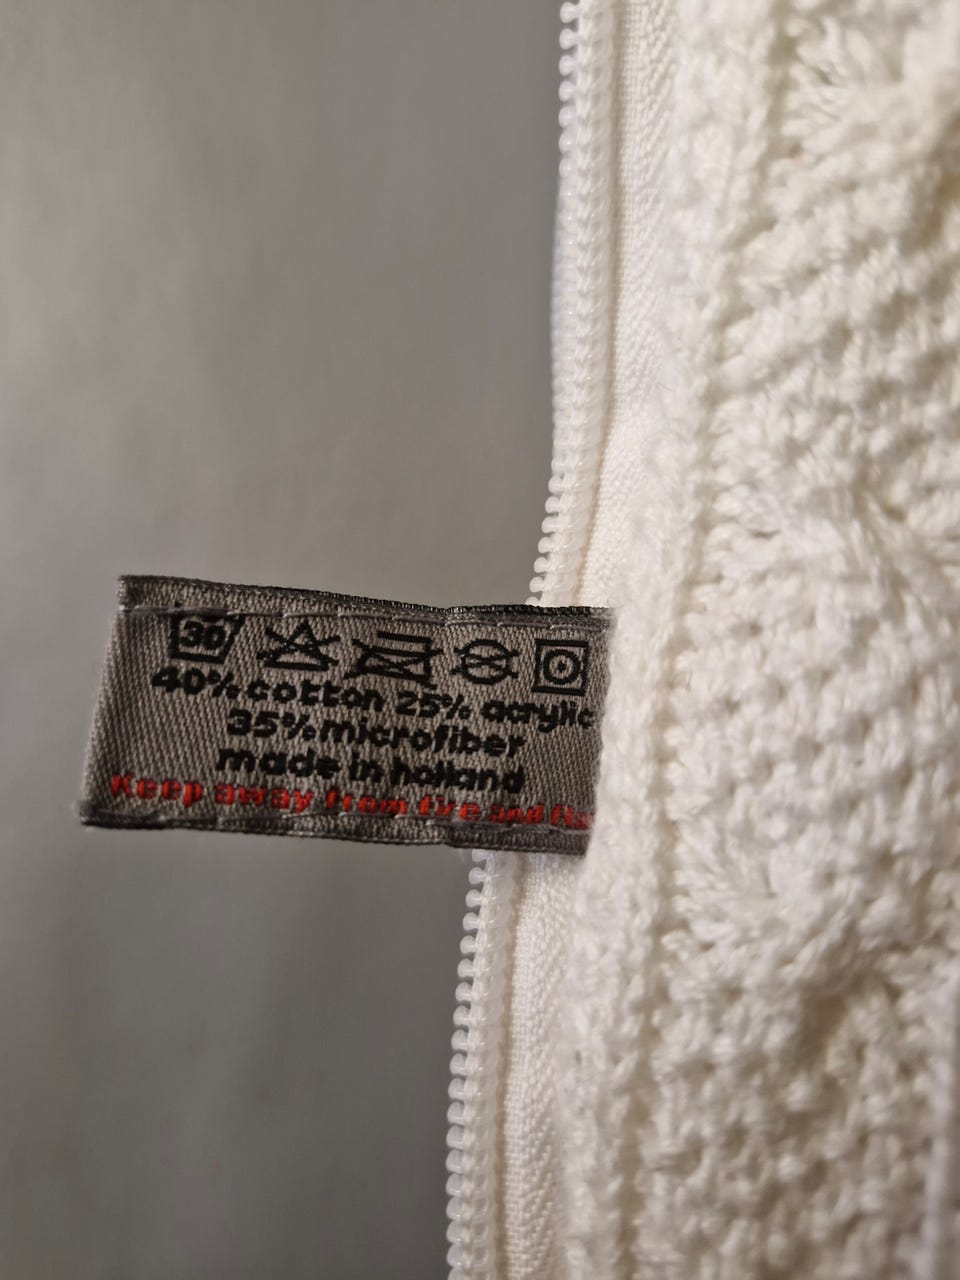 30
40% cotton 25% acrylic
35% microfiber
made in holland
Keep away from fire and